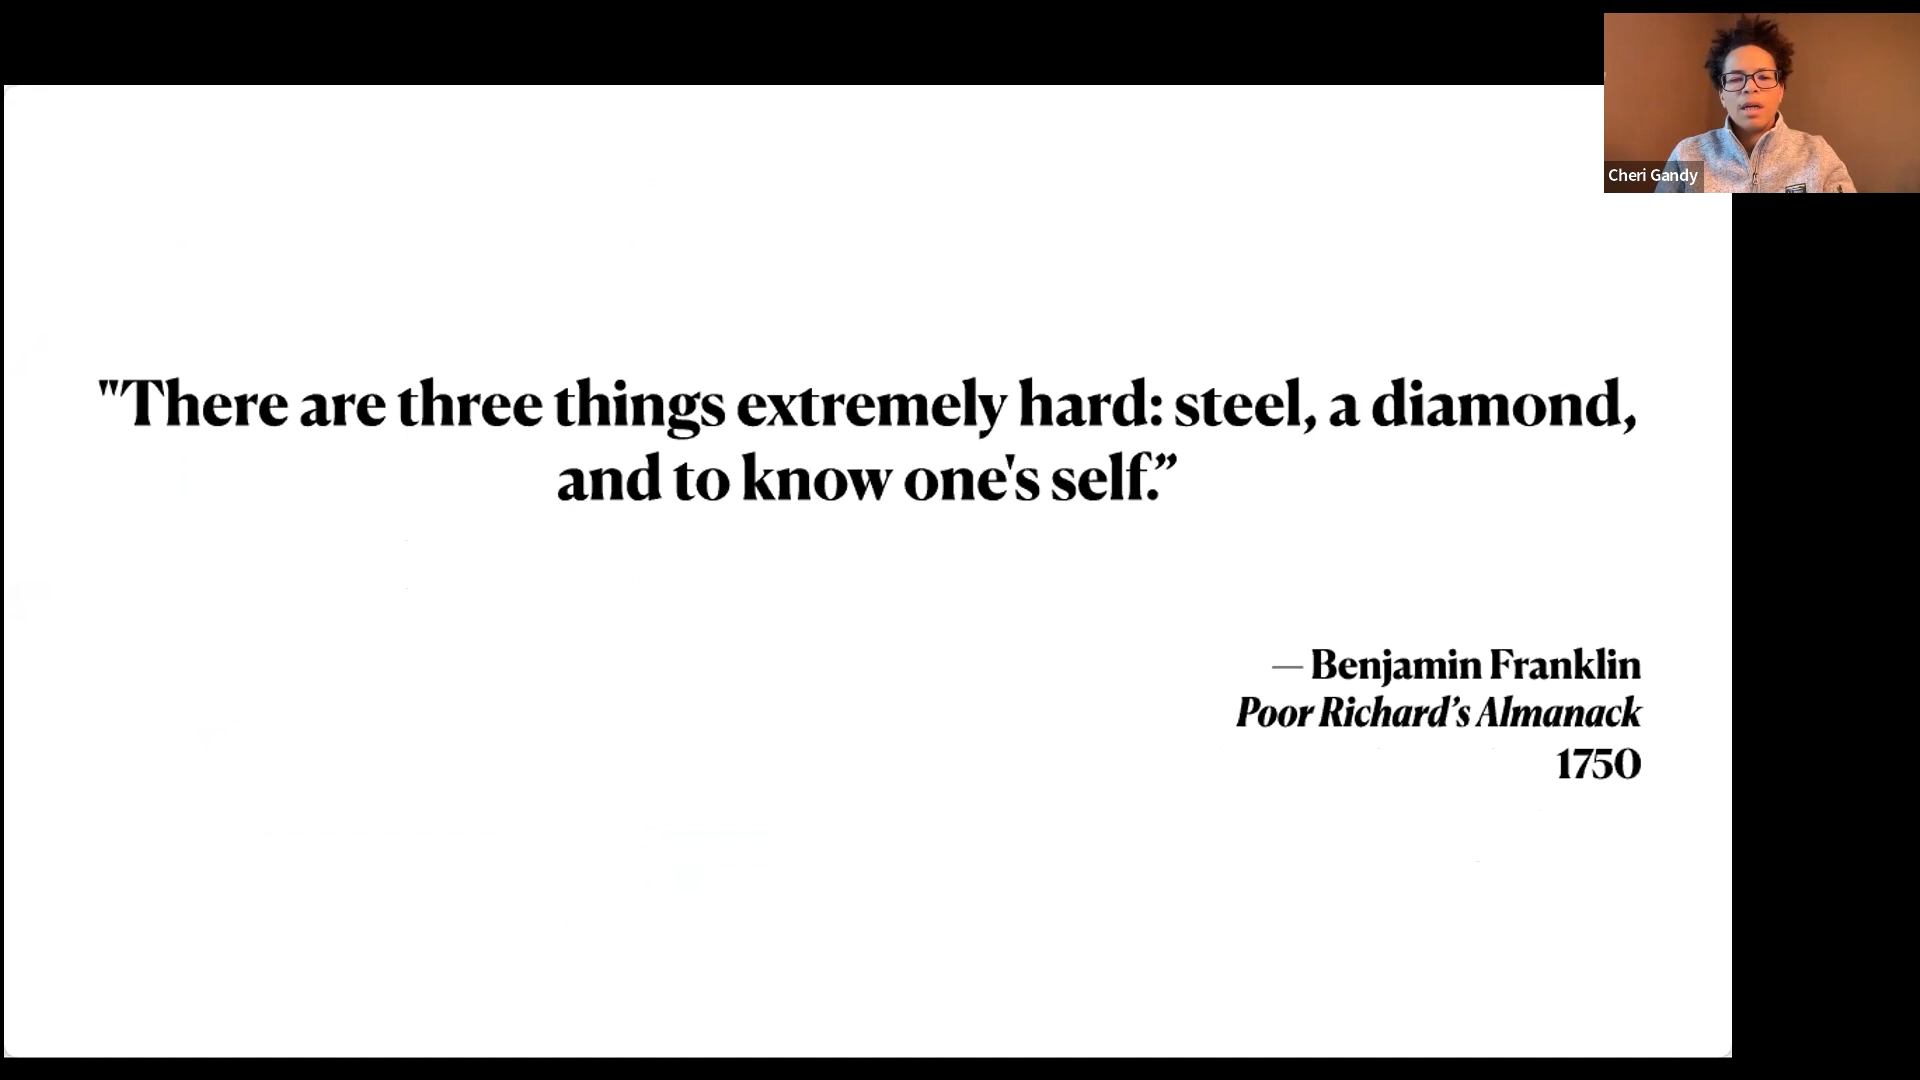 "There are three things extremely hard: steel, a diamond,
and to know one's self.”
— Benjamin Franklin
Poor Richard’s Almanack
1750
Cheri Gandy